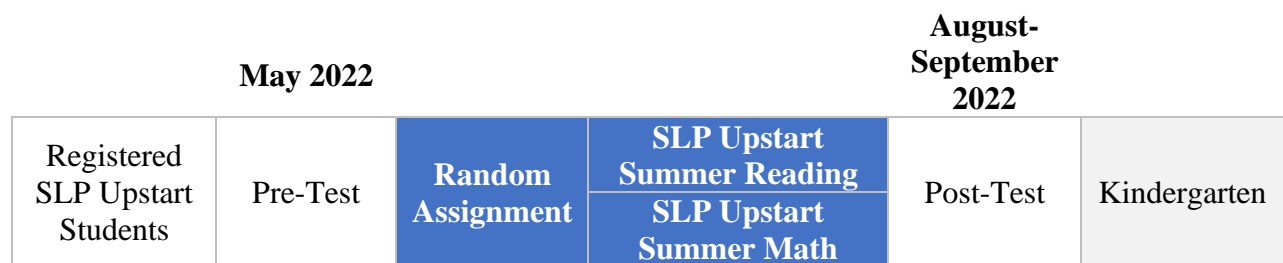 May 2022
August-
September
2022
Registered
SLP Upstart
Students
Pre-Test
Random
Assignment
SLP Upstart
Summer Reading
SLP Upstart
Summer Math
Post-Test
Kindergarten